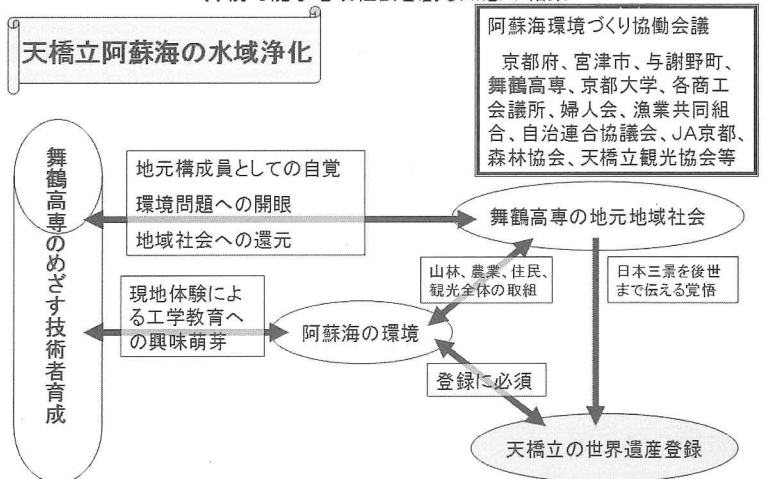 天橋立阿蘇海の水域浄化
阿蘇海環境づくり協働会議
京都府、宮津市、与謝野町、
舞鶴高専、京都大学、各商工
会議所、婦人会、漁業共同組
合、自治連合協議会、JA京都、
森林協会、天橋立観光協会等
舞鶴高専のめざす技術者育成
地元構成員としての自覚
環境問題への開眼
地域社会への還元
舞鶴高専の地元地域社会
現地体験によ
る工学教育へ
の興味萌芽
阿蘇海の環境
山林、農業、住民、
観光全体の取組
日本三景を後世
まで伝える覚悟
登録に必須
天橋立の世界遺産登録